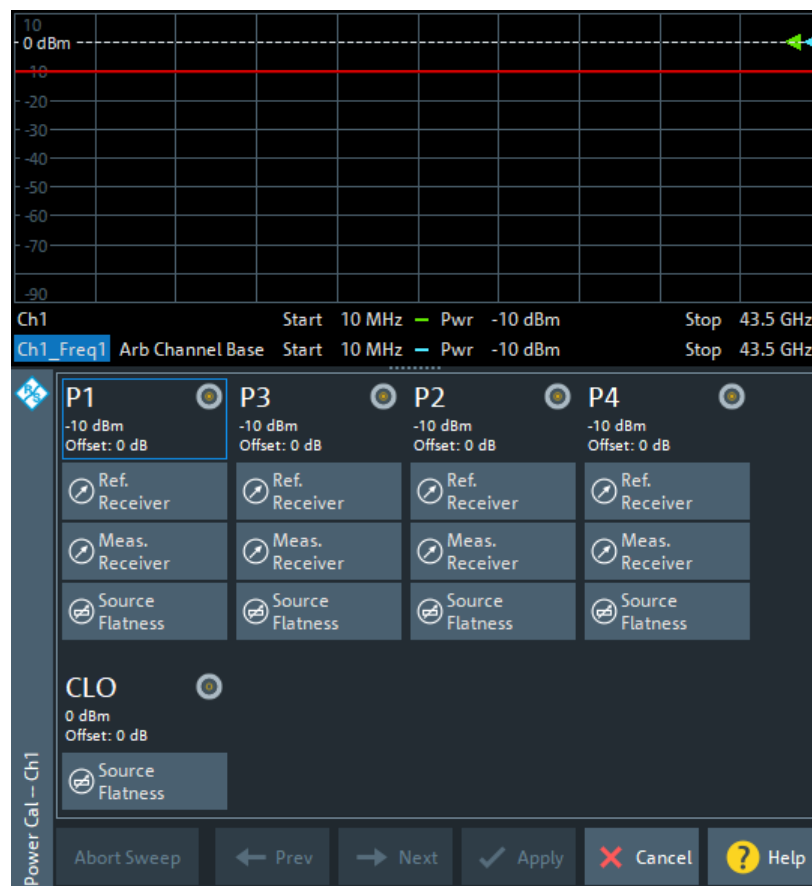 10
0 dBm
-10
-20
-30
-40
-50
-60
-70
-90
Ch1 Start 10 MHz — Pwr -10 dBm Stop 43.5 GHz
Ch1_Freq1 Arb Channel Base Start 10 MHz — Pwr -10 dBm Stop 43.5 GHz
R&S
Power Cal – Ch1
P1
-10 dBm
Offset: 0 dB
Ref.
Receiver
Meas.
Receiver
Source
Flatness
P3
-10 dBm
Offset: 0 dB
Ref.
Receiver
Meas.
Receiver
Source
Flatness
P2
-10 dBm
Offset: 0 dB
Ref.
Receiver
Meas.
Receiver
Source
Flatness
P4
-10 dBm
Offset: 0 dB
Ref.
Receiver
Meas.
Receiver
Source
Flatness
CLO
0 dBm
Offset: 0 dB
Source
Flatness
Abort Sweep
Prev
Next
Apply
Cancel
? Help